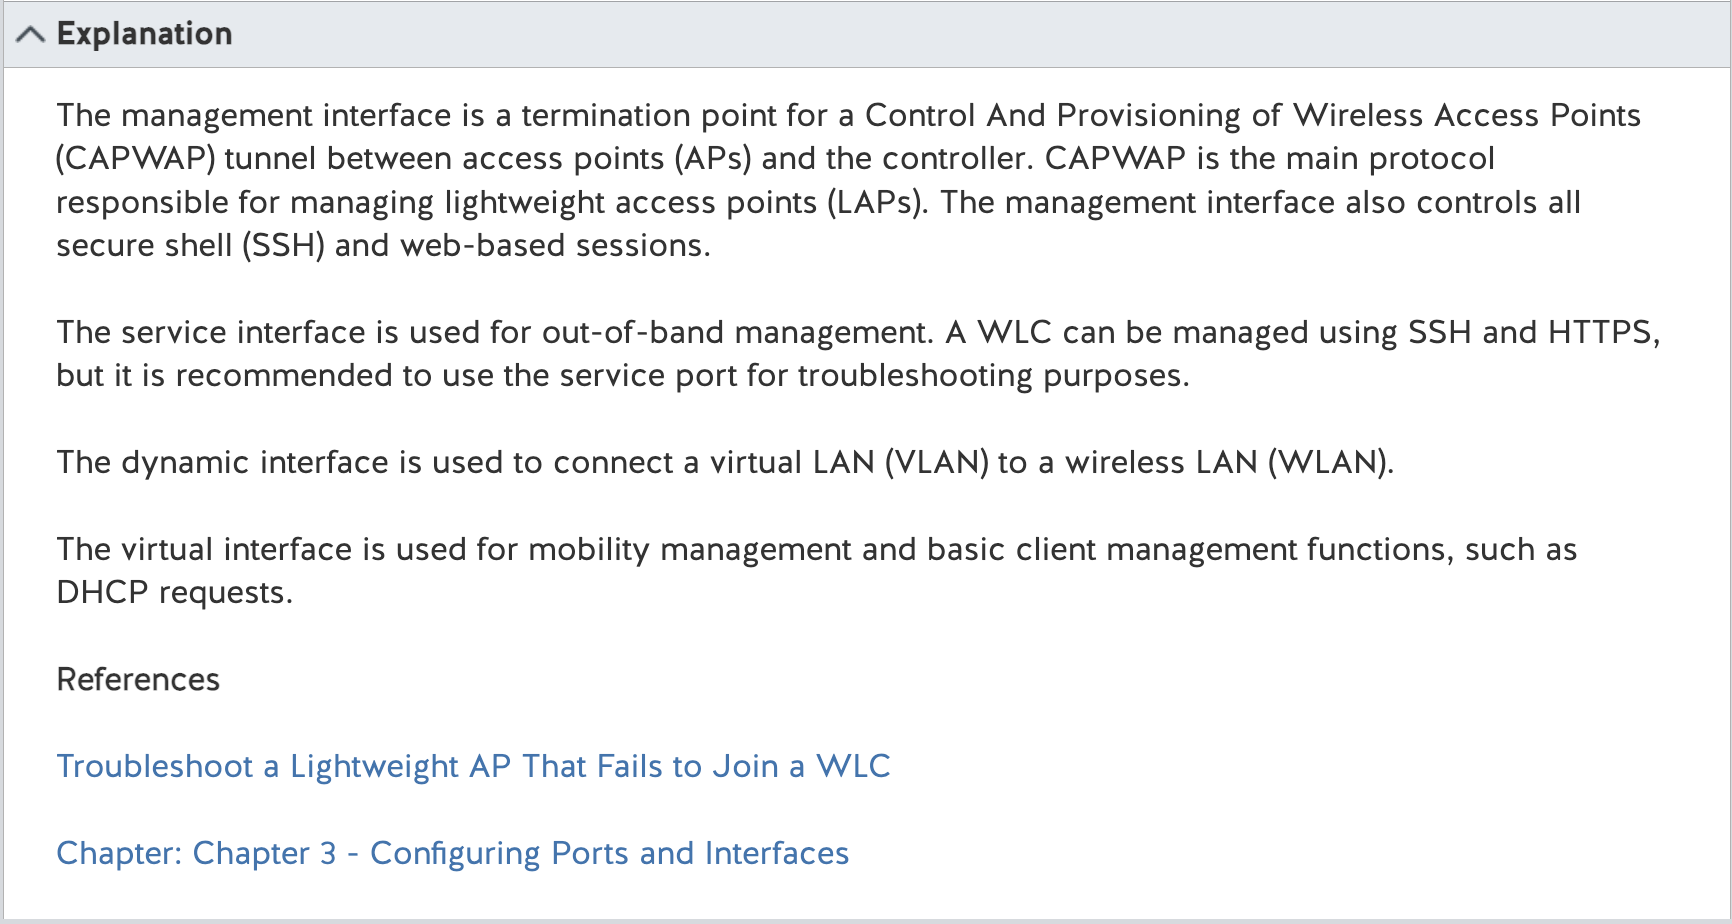 Explanation
The management interface is a termination point for a Control And Provisioning of Wireless Access Points
(CAPWAP) tunnel between access points (APs) and the controller. CAPWAP is the main protocol
responsible for managing lightweight access points (LAPs). The management interface also controls all
secure shell (SSH) and web-based sessions.
The service interface is used for out-of-band management. A WLC can be managed using SSH and HTTPS,
but it is recommended to use the service port for troubleshooting purposes.
The dynamic interface is used to connect a virtual LAN (VLAN) to a wireless LAN (WLAN).
The virtual interface is used for mobility management and basic client management functions, such as
DHCP requests.
References
Troubleshoot a Lightweight AP That Fails to Join a WLC
Chapter: Chapter 3 - Configuring Ports and Interfaces